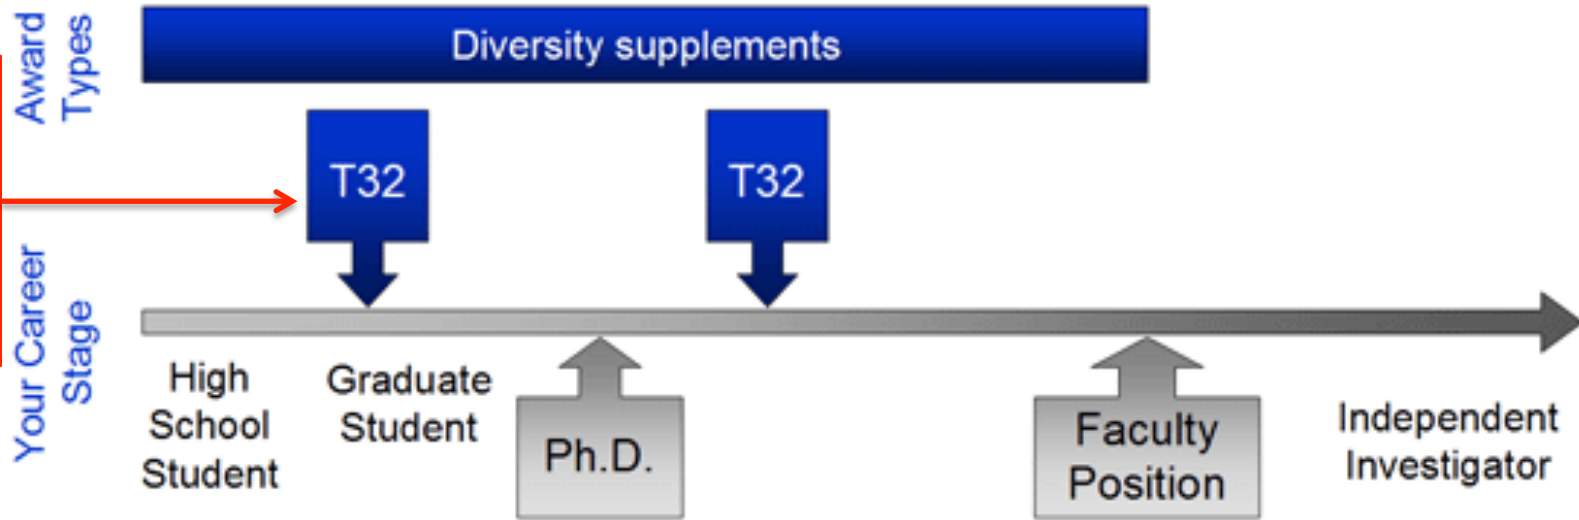 Award
Types
Diversity supplements
T32
T32
Your Career
Stage
High
School
Student
Graduate
Student
Ph.D.
Faculty
Position
Independent
Investigator